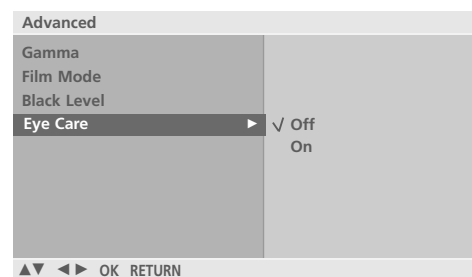 Advanced
Gamma
Film Mode
Black Level
Eye Care ► √ Off
On
▲▼ ◄ ► OK RETURN